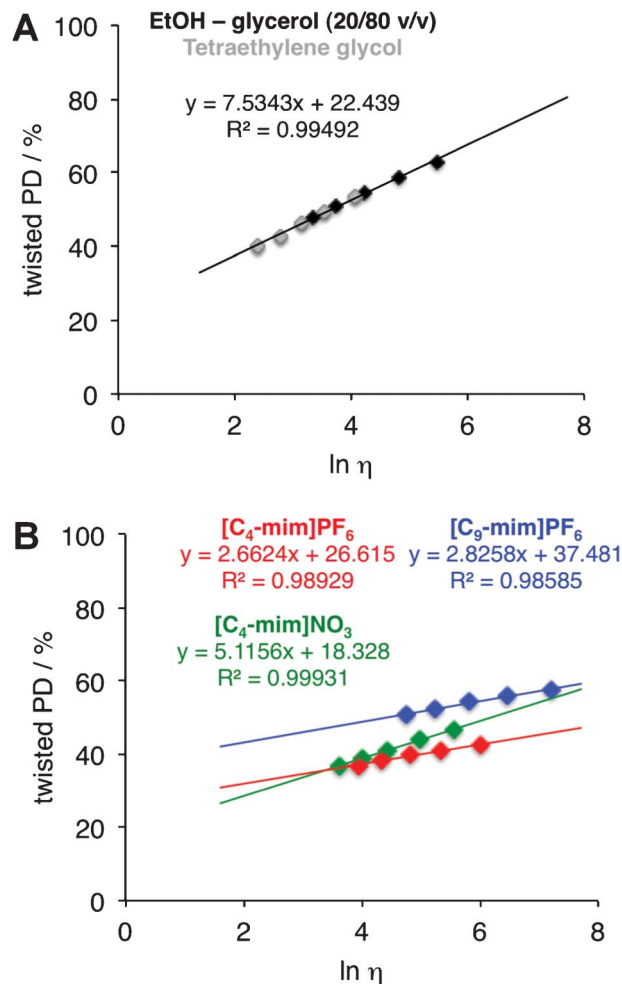 A
EtOH – glycerol (20/80 v/v)
Tetraethylene glycol
y = 7.5343x + 22.439
R² = 0.99492
100
80
60
40
20
0
twisted PD / %
0 2 4 6 8
ln η
B
[C₄-mim]PF₆
y = 2.6624x + 26.615
R² = 0.98929
[C₉-mim]PF₆
y = 2.8258x + 37.481
R² = 0.98585
[C₄-mim]NO₃
y = 5.1156x + 18.328
R² = 0.99931
100
80
60
40
20
0
twisted PD / %
0 2 4 6 8
ln η